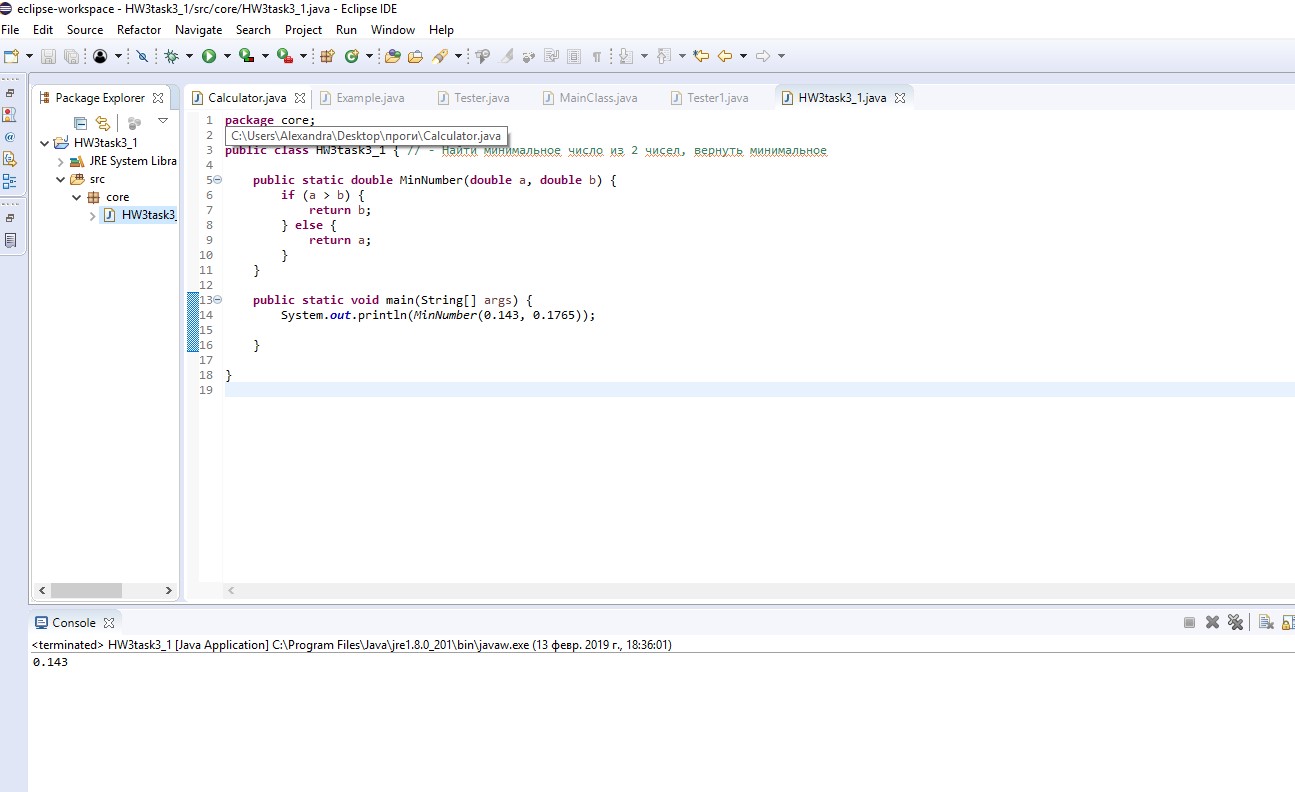 eclipse-workspace - HW3task3_1/src/core/HW3task3_1.java - Eclipse IDE
File Edit Source Refactor Navigate Search Project Run Window Help
Package Explorer
Calculator.java Example.java Tester.java MainClass.java Tester1.java HW3task3_1.java
HW3task3_1
JRE System Libra
src
core
HW3task3_
1 package core;
2 C:\Users\Alexandra\Desktop\проги\Calculator.java
3 public class HW3task3_1 { // - Найти минимальное число из 2 чисел, вернуть минимальное
4
5 public static double MinNumber(double a, double b) {
6 if (a > b) {
7 return b;
8 } else {
9 return a;
10 }
11 }
12
13 public static void main(String[] args) {
14 System.out.println(MinNumber(0.143, 0.1765));
15
16 }
17
18 }
19
Console
<terminated> HW3task3_1 [Java Application] C:\Program Files\Java\jre1.8.0_201\bin\javaw.exe (13 февр. 2019 г., 18:36:01)
0.143